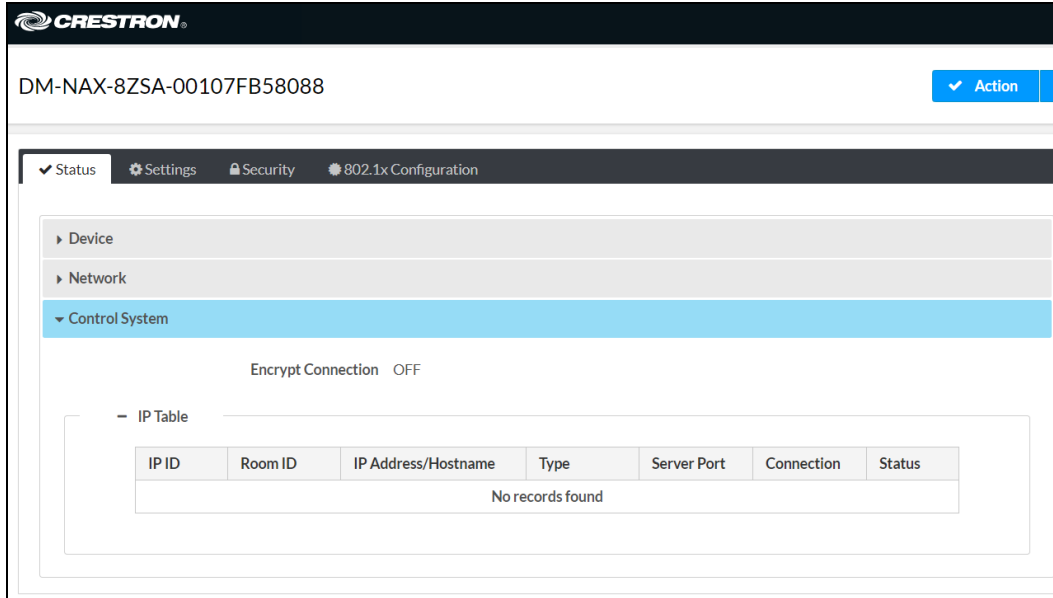 CRESTRON®
DM-NAX-8ZSA-00107FB58088
Action
Status Settings Security 802.1x Configuration
Device
Network
Control System
Encrypt Connection OFF
IP Table
IP ID Room ID IP Address/Hostname Type Server Port Connection Status
No records found